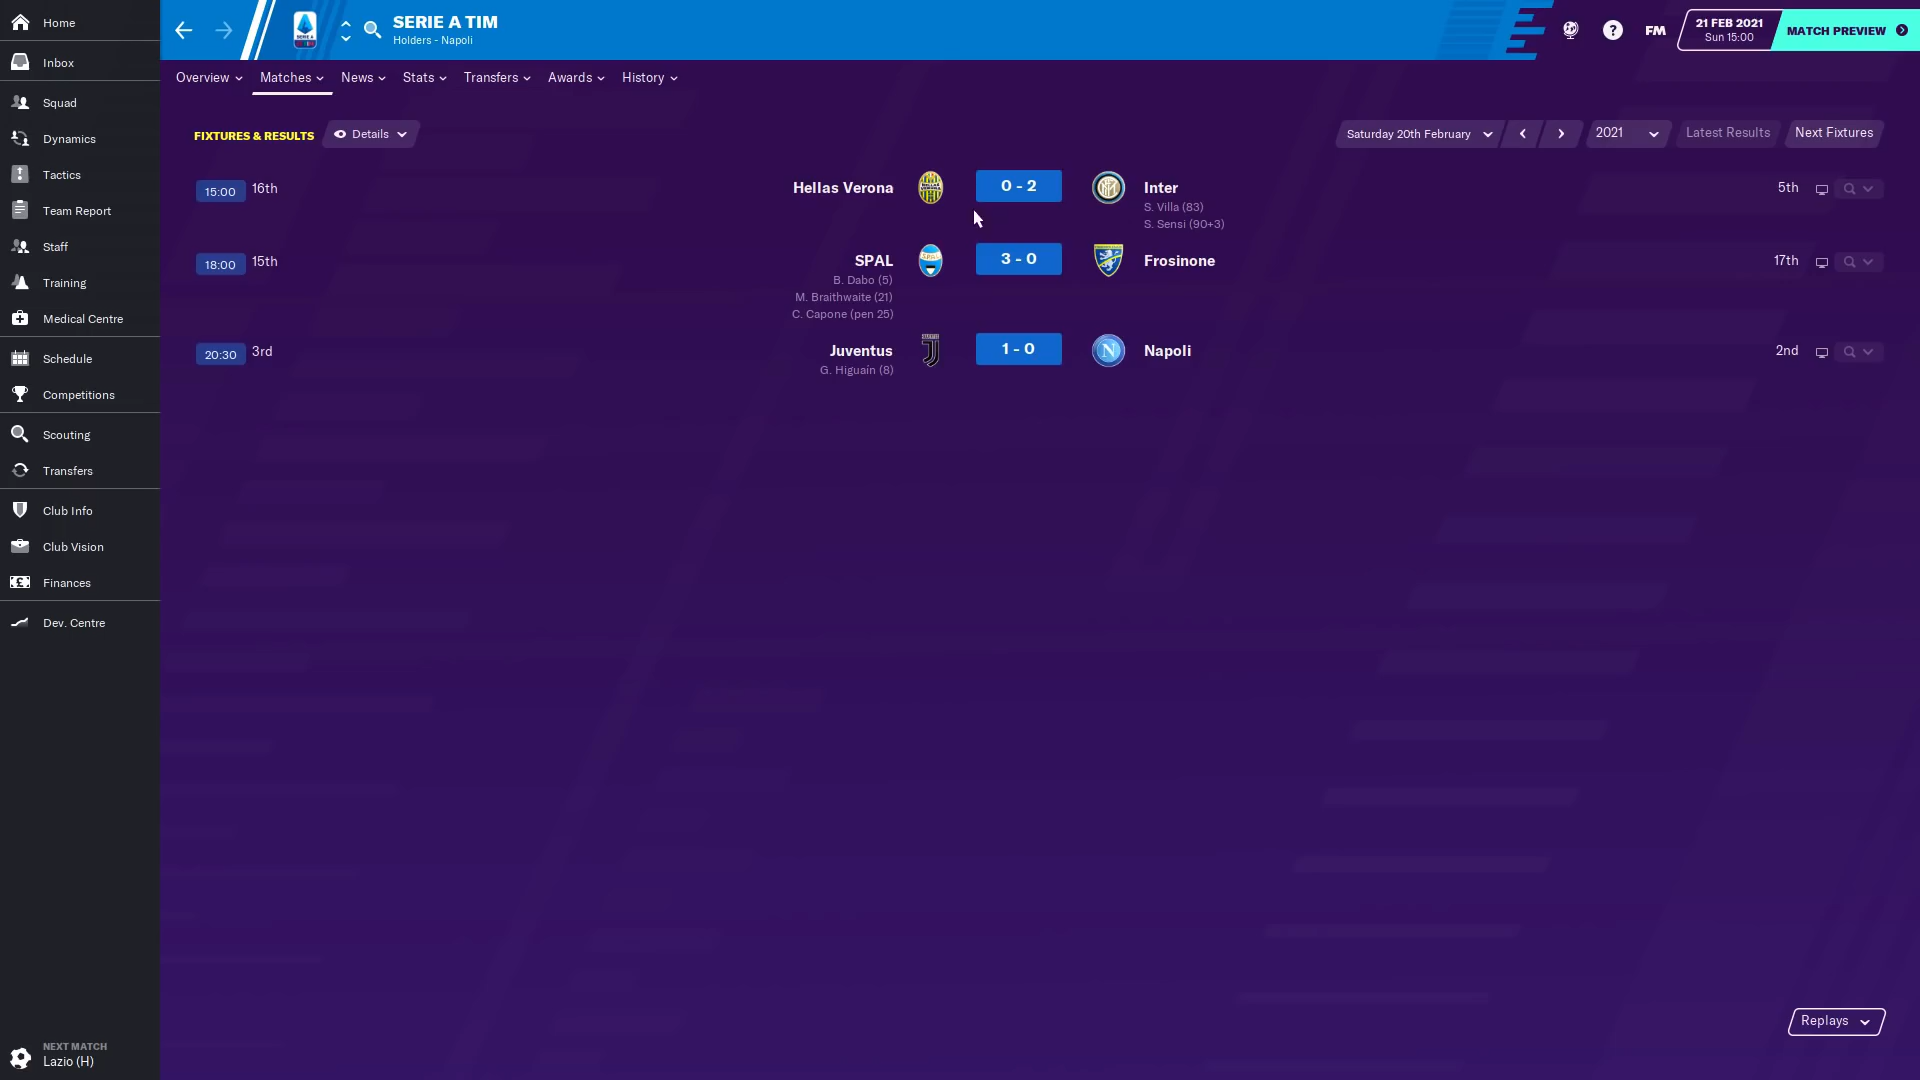 Home
Inbox
Squad
Dynamics
Tactics
Team Report
Staff
Training
Medical Centre
Schedule
Competitions
Scouting
Transfers
Club Info
Club Vision
Finances
Dev. Centre
NEXT MATCH
Lazio (H)
SERIE A TIM
Holders - Napoli
FM
21 FEB 2021
Sun 15:00
MATCH PREVIEW
Overview Matches News Stats Transfers Awards History
FIXTURES & RESULTS Details Saturday 20th February 2021 Latest Results Next Fixtures
15:00 16th Hellas Verona 0 - 2 Inter 5th
S. Villa (83)
S. Sensi (90+3)
18:00 15th SPAL 3 - 0 Frosinone 17th
B. Dabo (5)
M. Braithwaite (21)
C. Capone (pen 25)
20:30 3rd Juventus 1 - 0 Napoli 2nd
G. Higuaín (8)
Replays